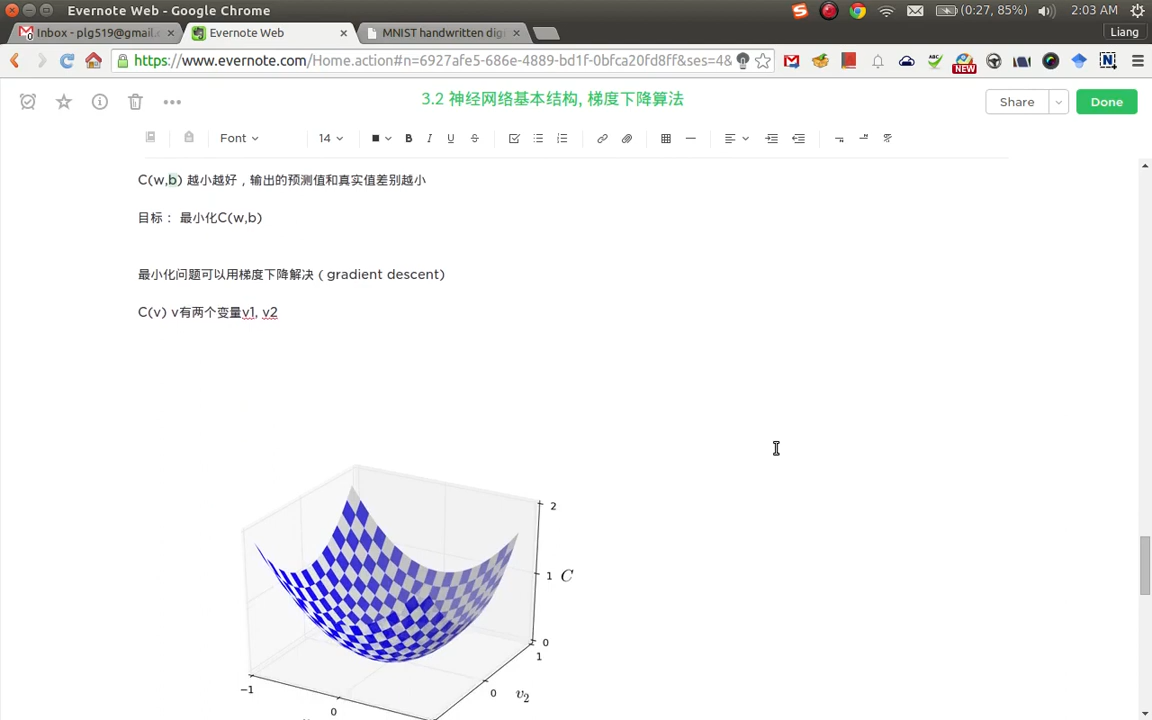 Inbox - plg519@gmail.
Evernote Web - Google Chrome
(0:27, 85%)
2:03 AM
Evernote Web
MNIST handwritten dig
Liang
https://www.evernote.com/Home.action#n=6927afe5-686e-4889-bd1f-0bfca20fd8ff&ses=4&
NEW
3.2 神经网络基本结构, 梯度下降算法
Share
Done
Font
14
B I U S
C(w,b) 越小越好，输出的预测值和真实值差别越小
目标： 最小化C(w,b)
最小化问题可以用梯度下降解决（gradient descent)
C(v) v有两个变量v1, v2
2
1 C
0
1
-1
0
0 v2